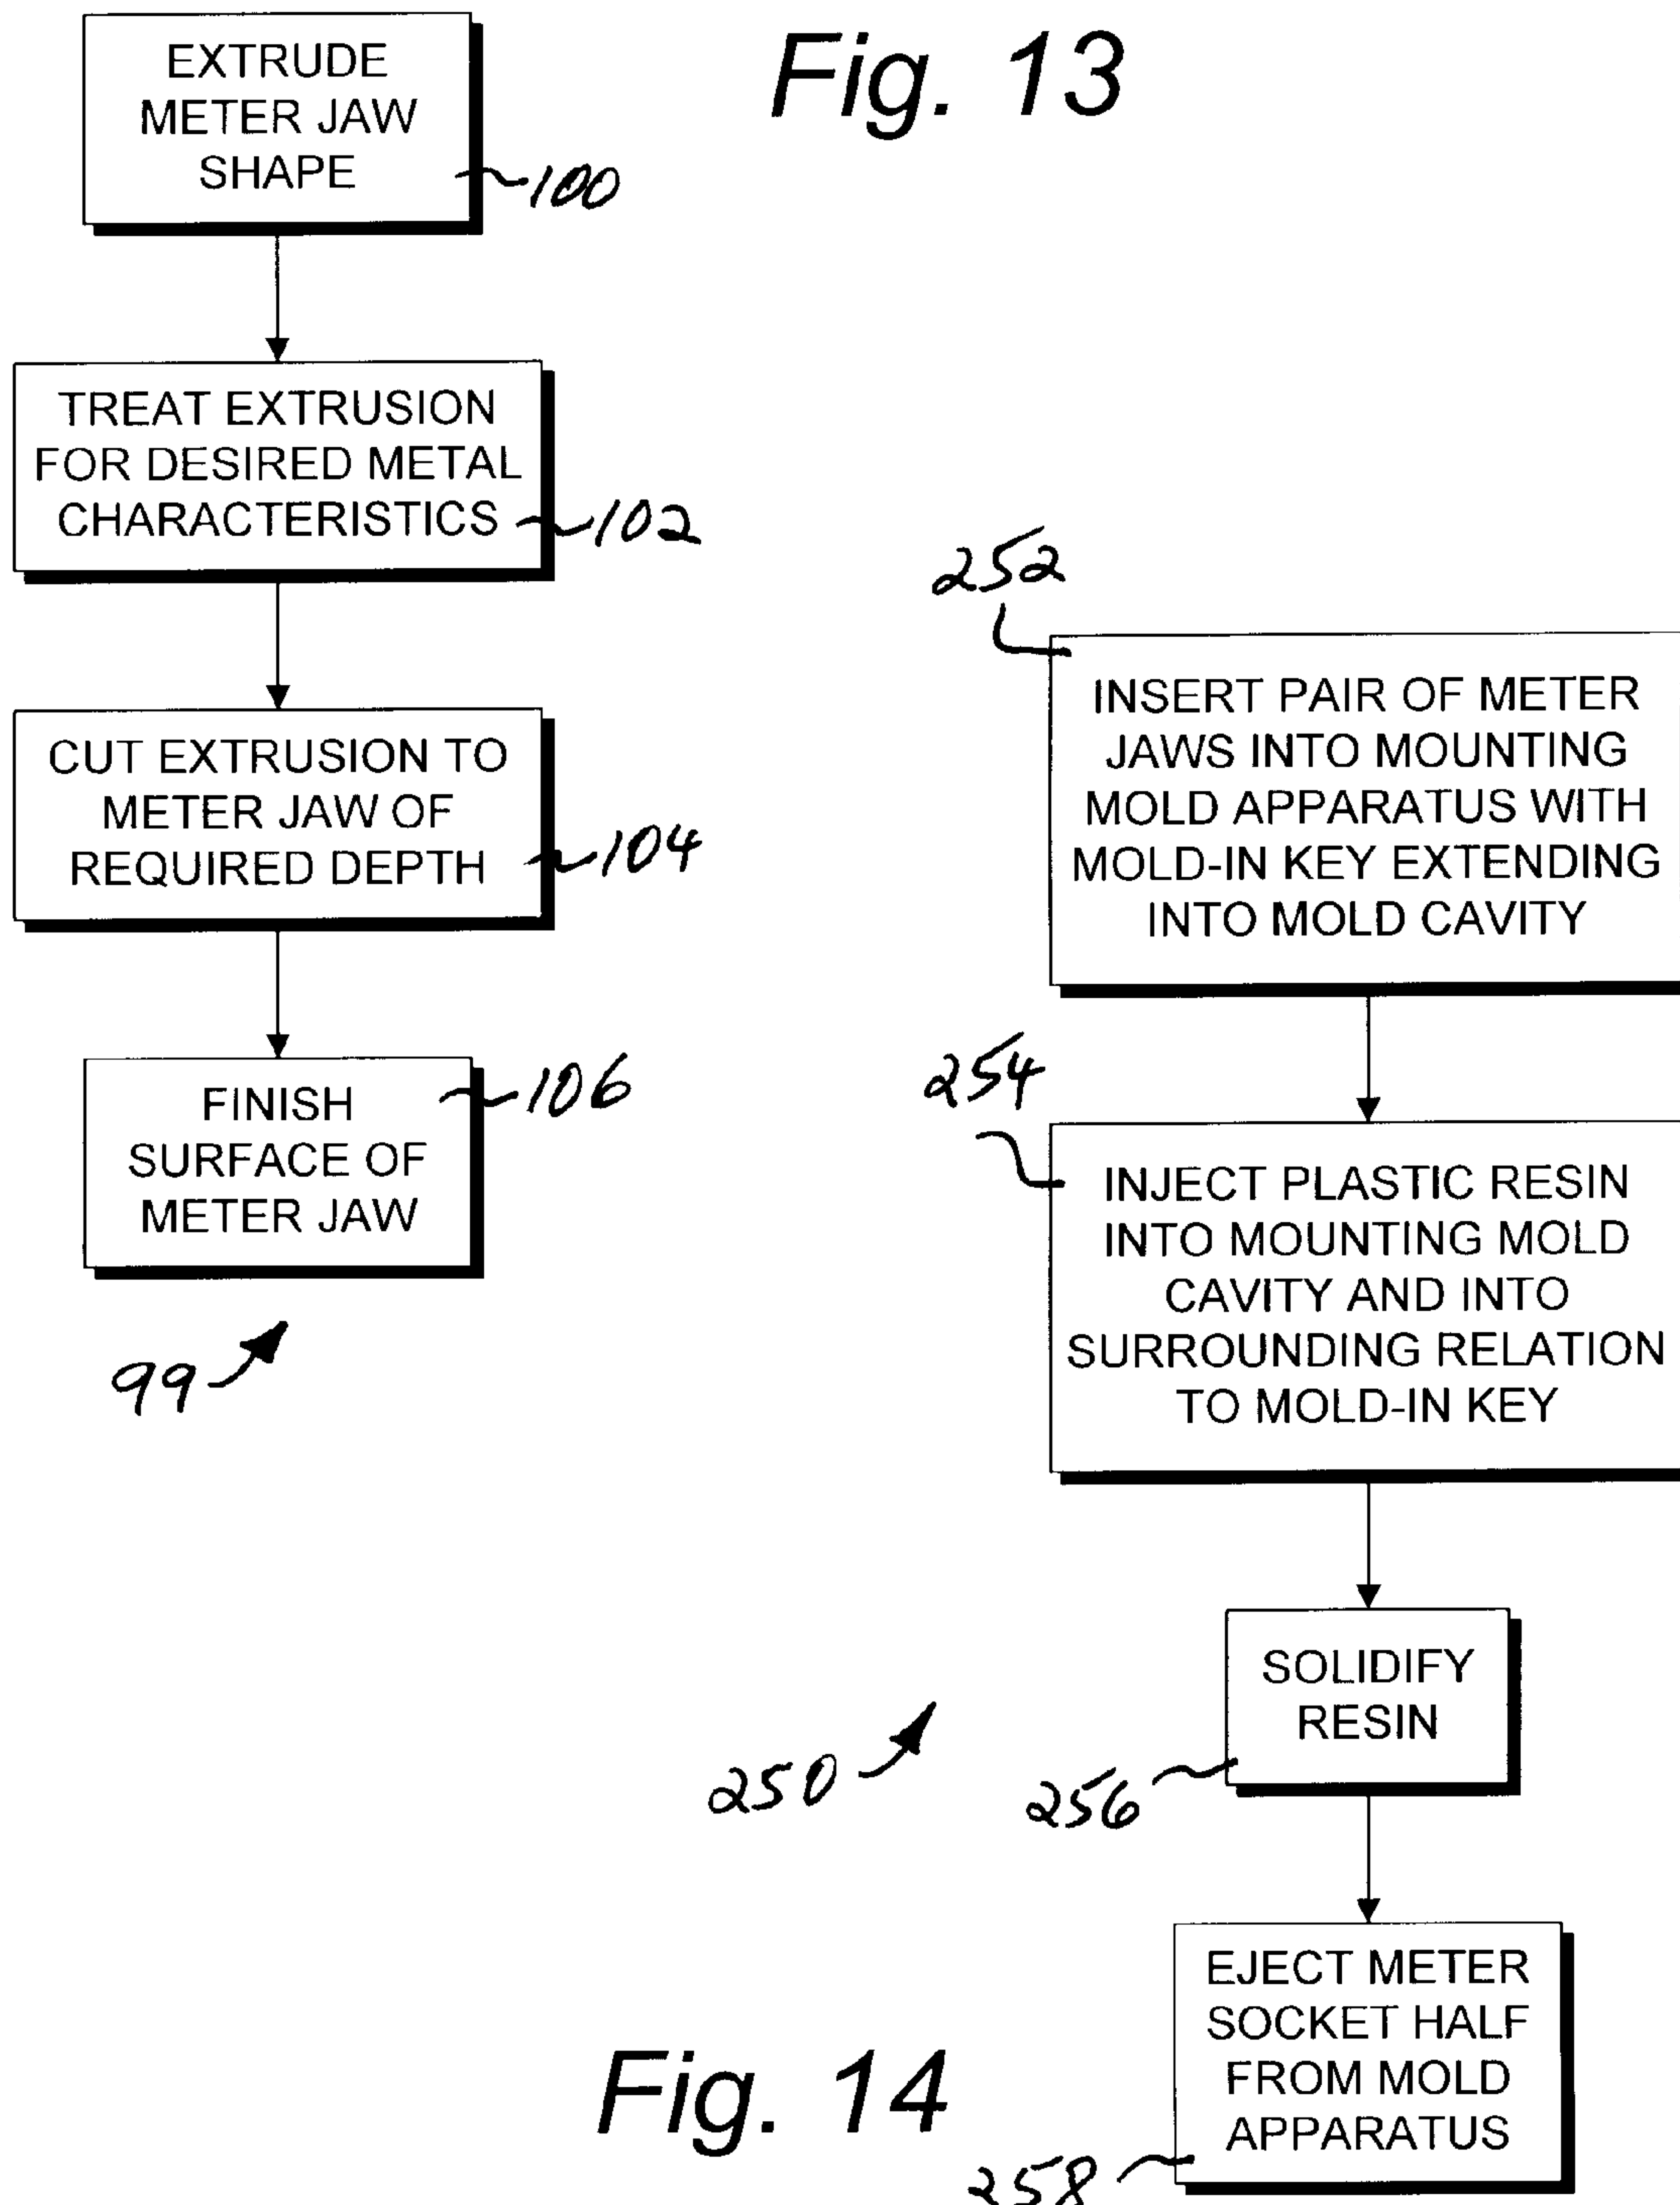 Fig. 13
EXTRUDE
METER JAW
SHAPE
100
TREAT EXTRUSION
FOR DESIRED METAL
CHARACTERISTICS
102
CUT EXTRUSION TO
METER JAW OF
REQUIRED DEPTH
104
FINISH
SURFACE OF
METER JAW
106
99
252
INSERT PAIR OF METER
JAWS INTO MOUNTING
MOLD APPARATUS WITH
MOLD-IN KEY EXTENDING
INTO MOLD CAVITY
254
INJECT PLASTIC RESIN
INTO MOUNTING MOLD
CAVITY AND INTO
SURROUNDING RELATION
TO MOLD-IN KEY
SOLIDIFY
RESIN
256
250
EJECT METER
SOCKET HALF
FROM MOLD
APPARATUS
258
Fig. 14